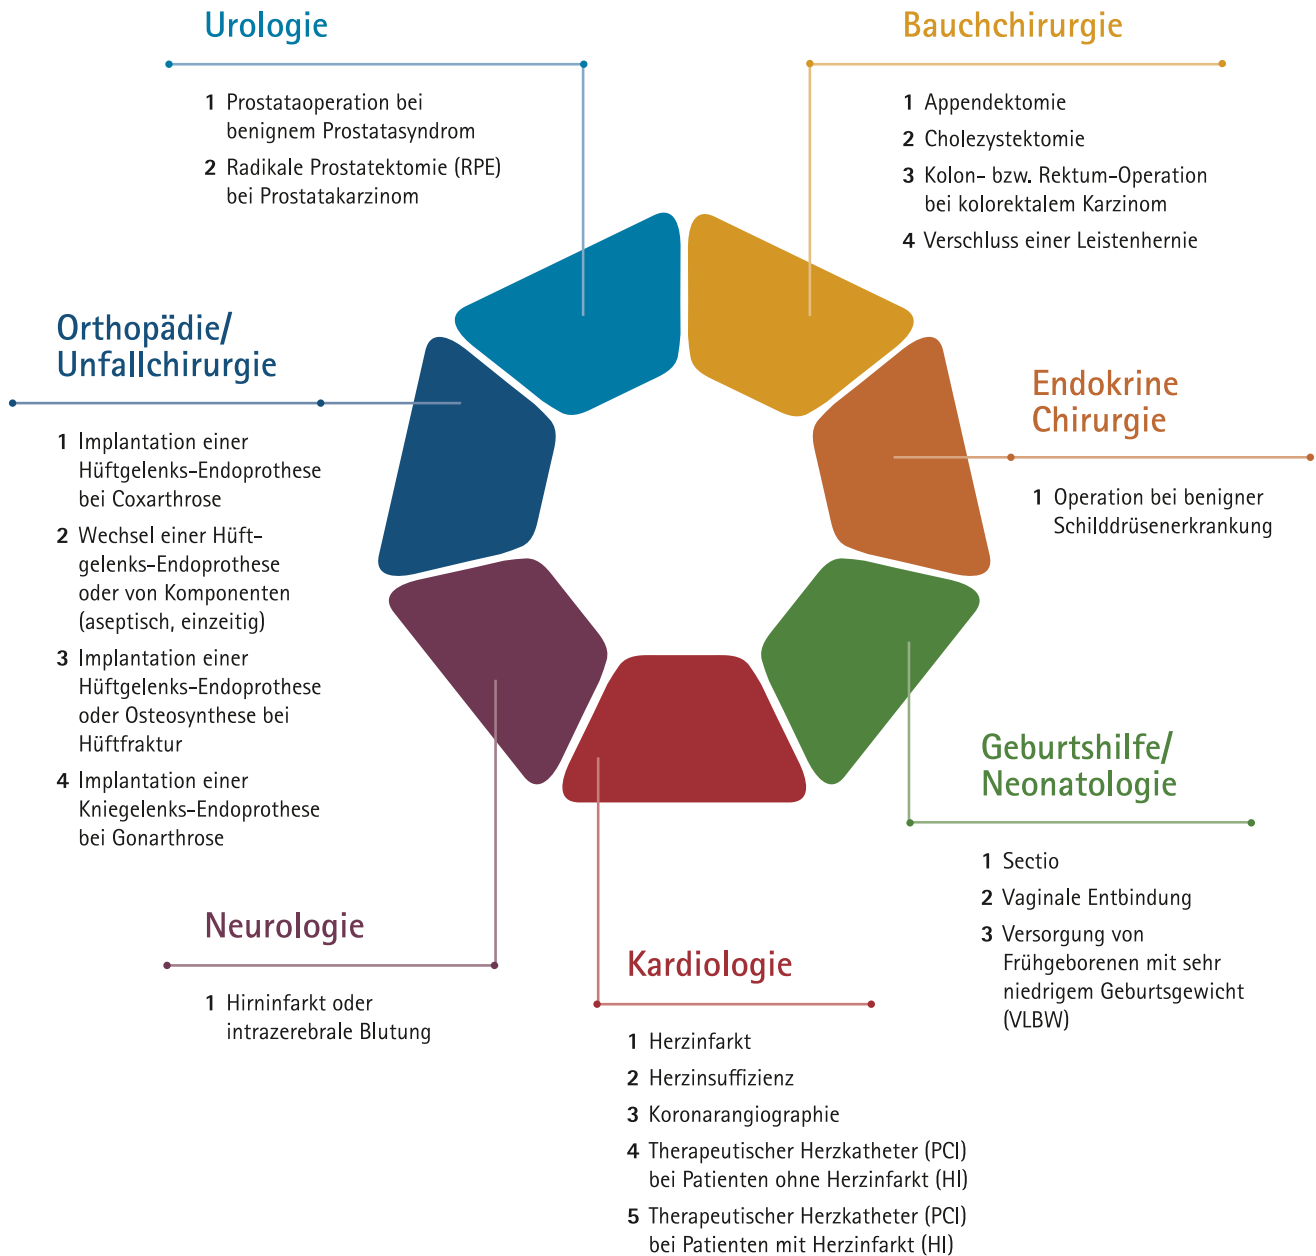 Urologie
1 Prostataoperation bei
benignem Prostatasyndrom
2 Radikale Prostatektomie (RPE)
bei Prostatakarzinom
Bauchchirurgie
1 Appendektomie
2 Cholezystektomie
3 Kolon- bzw. Rektum-Operation
bei kolorektalem Karzinom
4 Verschluss einer Leistenhernie
Orthopädie/
Unfallchirurgie
1 Implantation einer
Hüftgelenks-Endoprothese
bei Coxarthrose
2 Wechsel einer Hüft-
gelenks-Endoprothese
oder von Komponenten
(aseptisch, einzeitig)
3 Implantation einer
Hüftgelenks-Endoprothese
oder Osteosynthese bei
Hüftfraktur
4 Implantation einer
Kniegelenks-Endoprothese
bei Gonarthrose
Endokrine
Chirurgie
1 Operation bei benigner
Schilddrüsenerkrankung
Geburtshilfe/
Neonatologie
1 Sectio
2 Vaginale Entbindung
3 Versorgung von
Frühgeborenen mit sehr
niedrigem Geburtsgewicht
(VLBW)
Neurologie
1 Hirninfarkt oder
intrazerebrale Blutung
Kardiologie
1 Herzinfarkt
2 Herzinsuffizienz
3 Koronarangiographie
4 Therapeutischer Herzkatheter (PCI)
bei Patienten ohne Herzinfarkt (HI)
5 Therapeutischer Herzkatheter (PCI)
bei Patienten mit Herzinfarkt (HI)